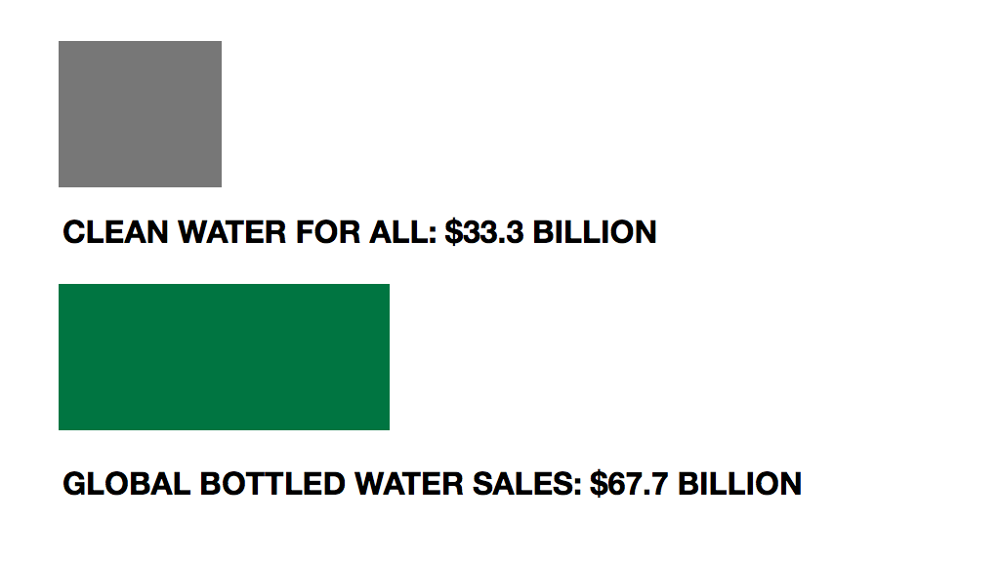 CLEAN WATER FOR ALL: $33.3 BILLION
GLOBAL BOTTLED WATER SALES: $67.7 BILLION